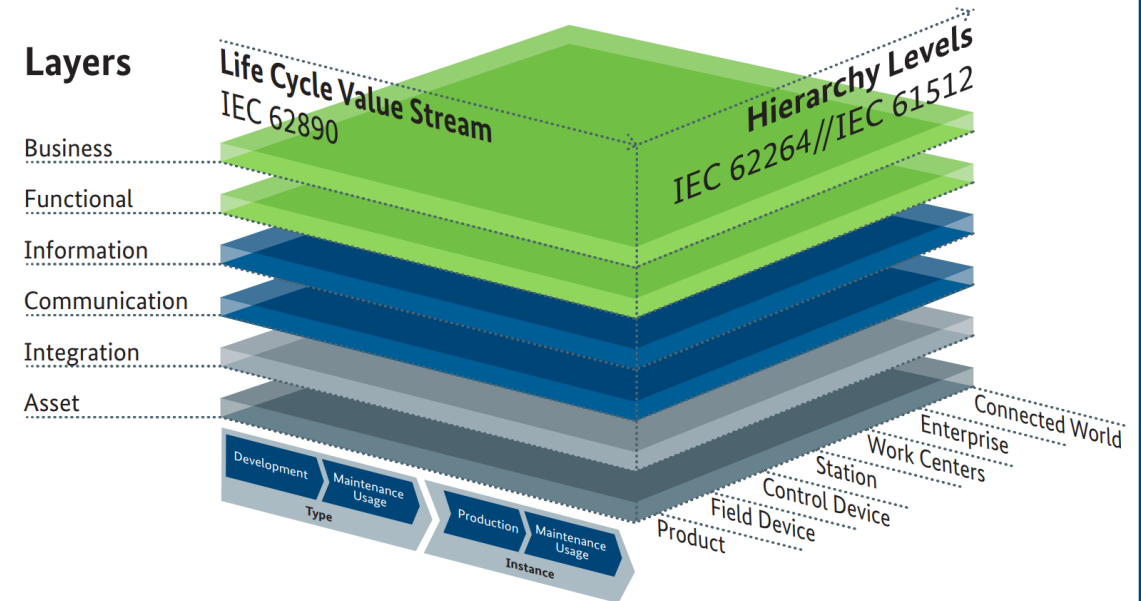 Layers
Life Cycle Value Stream
IEC 62890
Hierarchy Levels
IEC 62264//IEC 61512
Business
Functional
Information
Communication
Integration
Asset
Development
Maintenance
Usage
Type
Production
Maintenance
Usage
Instance
Connected World
Enterprise
Work Centers
Station
Control Device
Field Device
Product